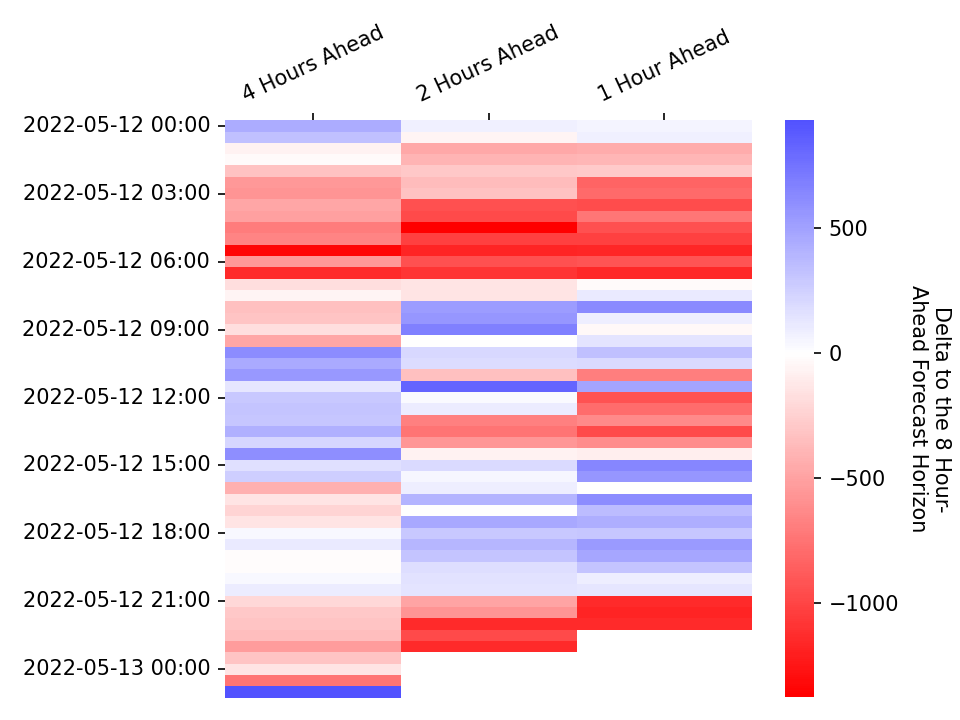 4 Hours Ahead
2 Hours Ahead
1 Hour Ahead
2022-05-12 00:00
2022-05-12 03:00
2022-05-12 06:00
2022-05-12 09:00
2022-05-12 12:00
2022-05-12 15:00
2022-05-12 18:00
2022-05-12 21:00
2022-05-13 00:00
500
0
−500
−1000
Delta to the 8 Hour-
Ahead Forecast Horizon